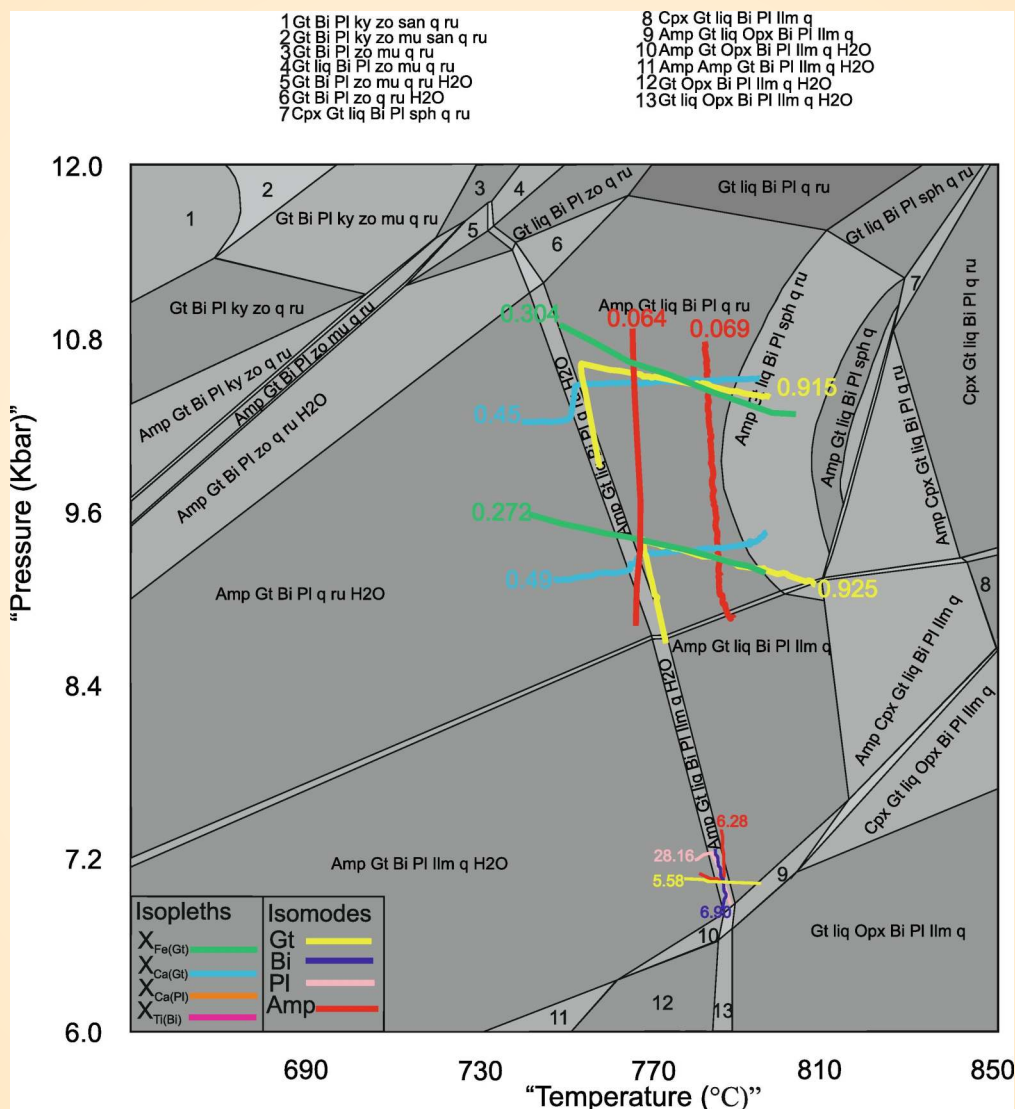 1 Gt Bi Pl ky zo san q ru
2 Gt Bi Pl ky zo mu san q ru
3 Gt Bi Pl zo mu q ru
4 Gt liq Bi Pl zo mu q ru
5 Gt Bi Pl zo mu q ru H2O
6 Gt Bi Pl zo q ru H2O
7 Cpx Gt liq Bi Pl sph q ru
8 Cpx Gt liq Bi Pl Ilm q
9 Amp Gt liq Opx Bi Pl Ilm q
10 Amp Gt Opx Bi Pl Ilm q H2O
11 Amp Amp Gt Bi Pl Ilm q H2O
12 Gt Opx Bi Pl Ilm q H2O
13 Gt liq Opx Bi Pl Ilm q H2O
12.0
10.8
9.6
8.4
7.2
6.0
"Pressure (Kbar)"
1
2
Gt Bi Pl ky zo mu q ru
3
4
5
Gt liq Bi Pl zo q ru
6
Gt liq Bi Pl q ru
Gt liq Bi Pl sph q ru
7
Cpx Gt liq Bi Pl q ru
Gt Bi Pl ky zo q ru
Amp Gt Bi Pl ky zo q ru
Amp Gt Bi Pl zo mu q ru
Amp Gt Bi Pl zo q ru H2O
Amp Gt liq Bi Pl q ru
0.304
0.064
0.069
Amp Gt liq Bi Pl sph q ru
Amp Gt liq Bi Pl sph q
Amp Cpx Gt liq Bi Pl q ru
0.915
0.45
Amp Gt liq Bi Pl q ru H2O
0.272
0.49
0.925
8
Amp Gt Bi Pl q ru H2O
Amp Gt liq Bi Pl Ilm q
Amp Gt liq Bi Pl Ilm q H2O
Amp Cpx Gt liq Bi Pl Ilm q
Cpx Gt liq Opx Bi Pl Ilm q
6.28
28.16
5.58
6.90
9
10
Amp Gt Bi Pl Ilm q H2O
Gt liq Opx Bi Pl Ilm q
11
12
13
Isopleths
XFe(Gt)
XCa(Gt)
XCa(Pl)
XTi(Bi)
Isomodes
Gt
Bi
Pl
Amp
690
730
770
810
850
"Temperature (°C)"